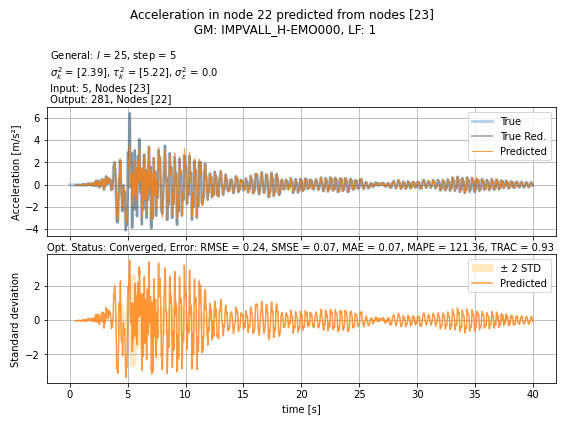 Acceleration in node 22 predicted from nodes [23]
GM: IMPVALL_H-EMO000, LF: 1
General: l = 25, step = 5
σ²ₖ = [2.39], τ²ₖ = [5.22], σ²ε = 0.0
Input: 5, Nodes [23]
Output: 281, Nodes [22]
Acceleration [m/s²]
6
4
2
0
−2
−4
True
True Red.
Predicted
Opt. Status: Converged, Error: RMSE = 0.24, SMSE = 0.07, MAE = 0.07, MAPE = 121.36, TRAC = 0.93
Standard deviation
2
0
−2
± 2 STD
Predicted
0 5 10 15 20 25 30 35 40
time [s]